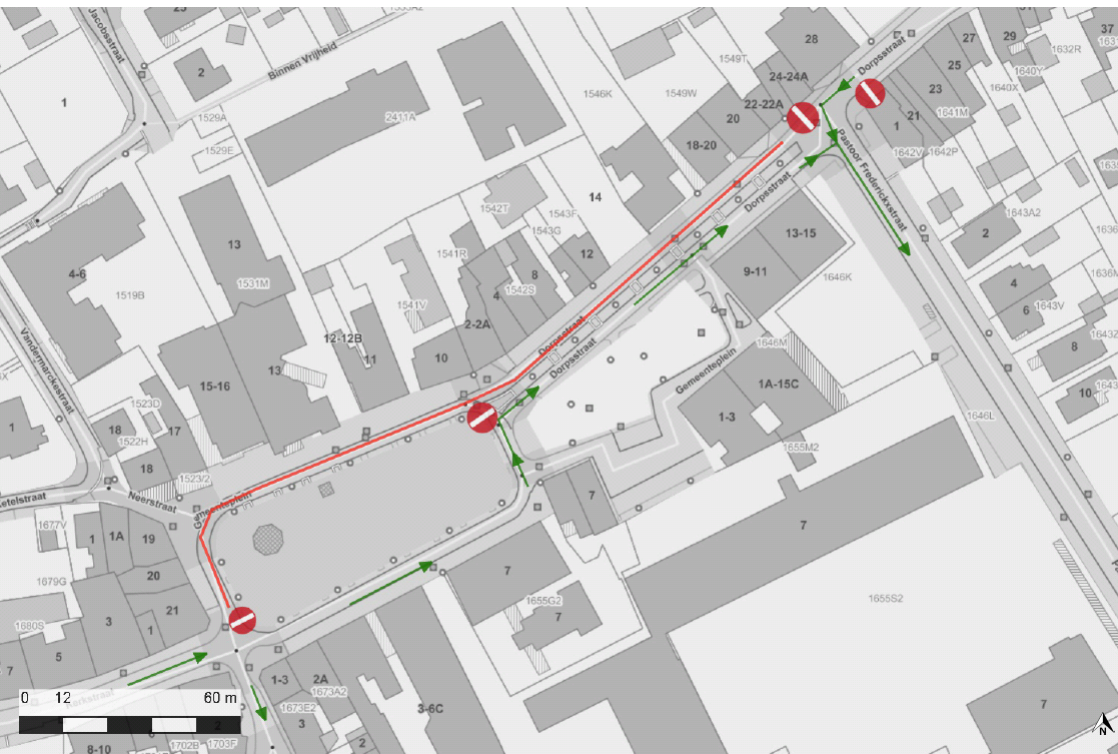 Jacobsstraat
2
Binnen Vrijheid
28
27
29
37
1632R
1549T
Dorpsstraat
25
1640Y
24-24A
1546K
1549W
22-22A
23
1640X
1
2411A
1529A
20
21
1641M
1
18-20
1642V
1642P
1529E
Pastoor Frederickxstraat
14
1542T
1543F
1543G
Dorpsstraat
1643A2
13
13-15
2
4-6
1541R
12
8
9-11
1519B
1531M
4
1542S
1646K
4
1541V
1643V
6
2-2A
12-12B
Dorpsstraat
Dorpsstraat
1646M
11
10
8
Vandermarckestraat
13
Gemeenteplein
15-16
1A-15C
10
1523D
1-3
1646L
1
18
17
1522H
1655M2
18
1523/2
Neerstraat
Gemeenteplein
7
1677V
7
1
1A
19
20
7
1679G
1655G2
1655S2
21
3
7
1680S
1
5
7
1-3
2A
1673A2
3-6C
0 12 60 m
1673E2
7
2
3
8-10
1702B
1703F
2
N